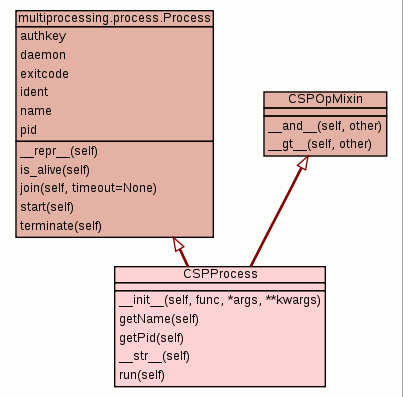 multiprocessing.process.Process
authkey
daemon
exitcode
ident
name
pid
__repr__(self)
is_alive(self)
join(self, timeout=None)
start(self)
terminate(self)
CSPOpMixin
__and__(self, other)
__gt__(self, other)
CSPProcess
__init__(self, func, *args, **kwargs)
getName(self)
getPid(self)
__str__(self)
run(self)